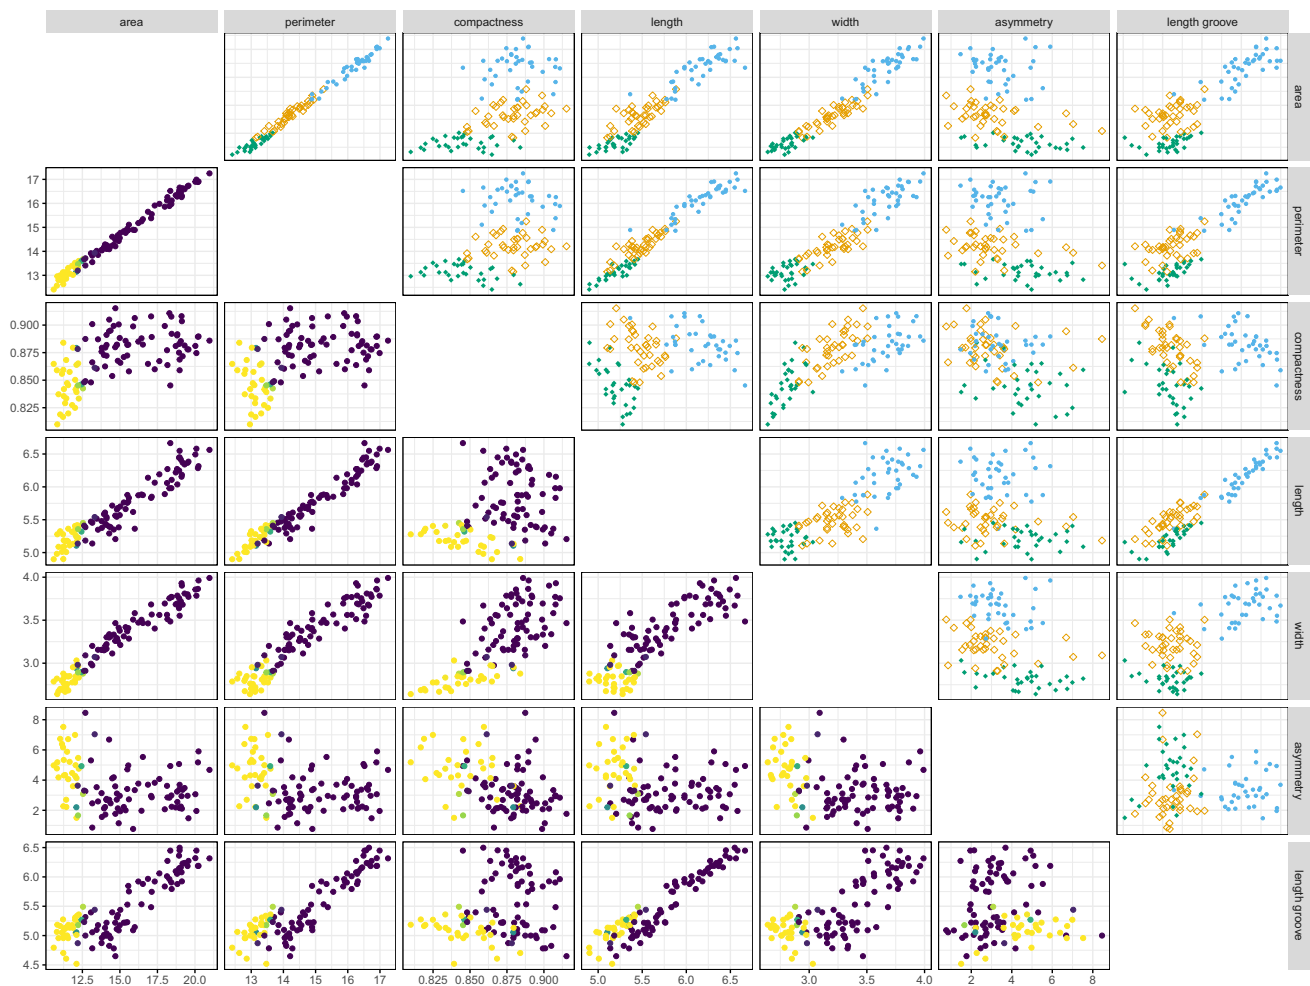 area perimeter compactness length width asymmetry length groove
area
17
16
15
14
13
perimeter
0.900
0.875
0.850
0.825
compactness
6.5
6.0
5.5
5.0
length
4.0
3.5
3.0
width
8
6
4
2
asymmetry
6.5
6.0
5.5
5.0
4.5
length groove
12.5 15.0 17.5 20.0 13 14 15 16 17 0.825 0.850 0.875 0.900 5.0 5.5 6.0 6.5 3.0 3.5 4.0 2 4 6 8